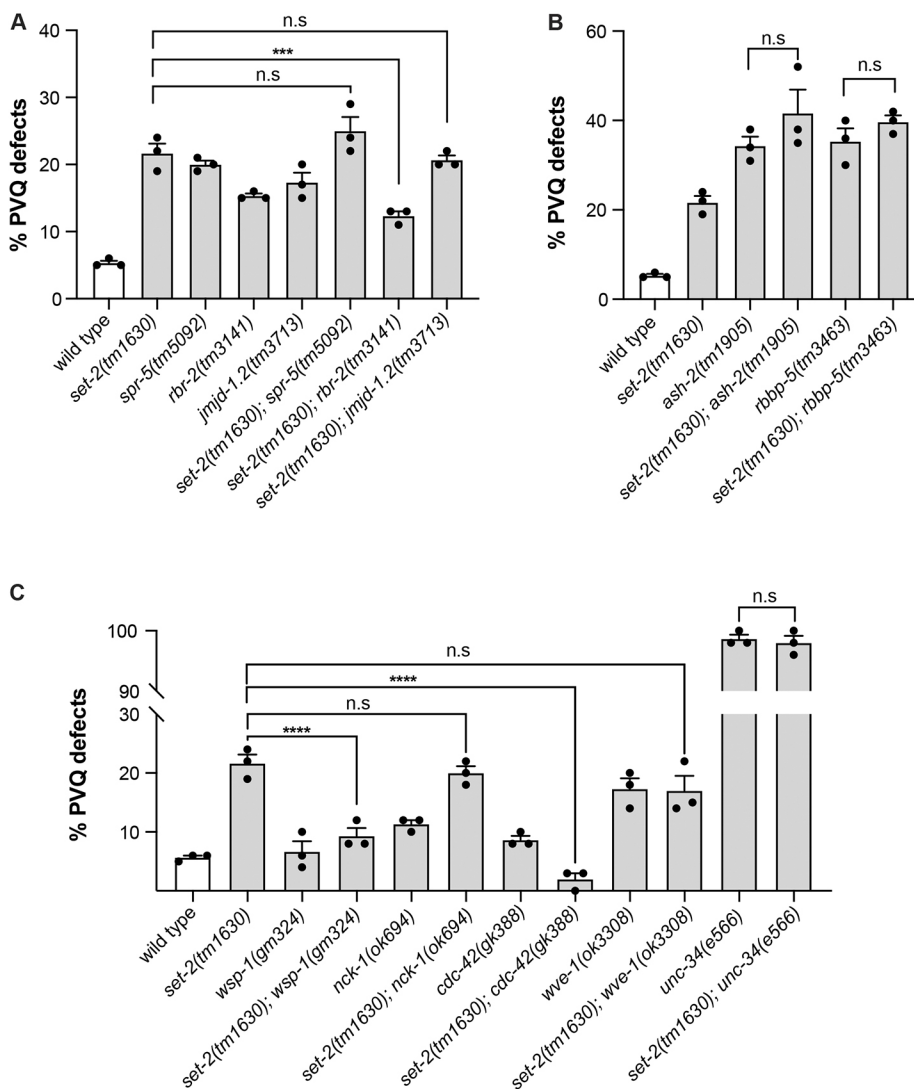 A
% PVQ defects
40
30
20
10
0
n.s
***
n.s
wild type
set-2(tm1630)
spr-5(tm5092)
rbr-2(tm3141)
jmjd-1.2(tm3713)
set-2(tm1630); spr-5(tm5092)
set-2(tm1630); rbr-2(tm3141)
set-2(tm1630); jmjd-1.2(tm3713)
B
% PVQ defects
60
40
20
0
n.s
n.s
wild type
set-2(tm1630)
ash-2(tm1905)
set-2(tm1630); ash-2(tm1905)
rbbp-5(tm3463)
set-2(tm1630); rbbp-5(tm3463)
C
% PVQ defects
100
90
30
20
10
n.s
n.s
****
n.s
****
wild type
set-2(tm1630)
wsp-1(gm324)
set-2(tm1630); wsp-1(gm324)
nck-1(ok694)
set-2(tm1630); nck-1(ok694)
cdc-42(gk388)
set-2(tm1630); cdc-42(gk388)
wve-1(ok3308)
set-2(tm1630); wve-1(ok3308)
unc-34(e566)
set-2(tm1630); unc-34(e566)